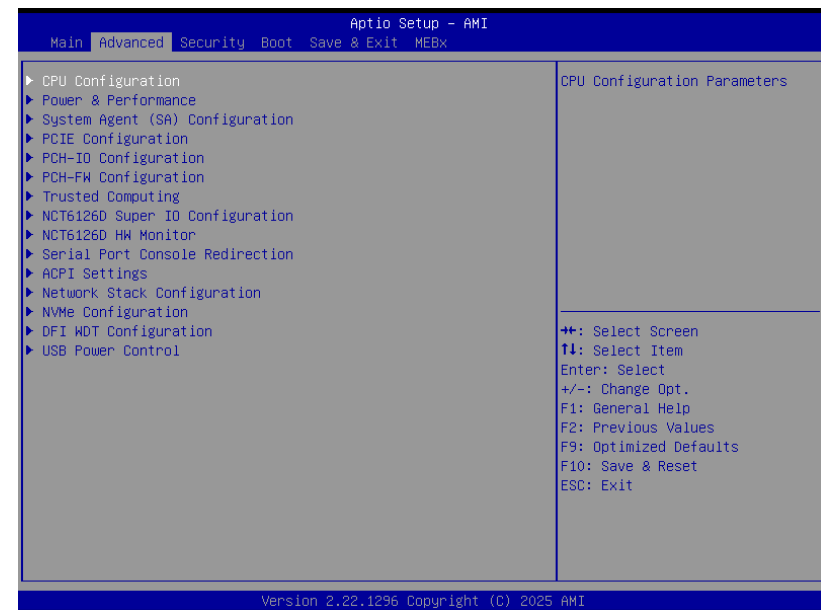 Aptio Setup - AMI
Main Advanced Security Boot Save & Exit MEBx
CPU Configuration
Power & Performance
System Agent (SA) Configuration
PCIE Configuration
PCH-IO Configuration
PCH-FW Configuration
Trusted Computing
NCT6126D Super IO Configuration
NCT6126D HW Monitor
Serial Port Console Redirection
ACPI Settings
Network Stack Configuration
NVMe Configuration
DFI WDT Configuration
USB Power Control
CPU Configuration Parameters
→←: Select Screen
↑↓: Select Item
Enter: Select
+/-: Change Opt.
F1: General Help
F2: Previous Values
F9: Optimized Defaults
F10: Save & Reset
ESC: Exit
Version 2.22.1296 Copyright (C) 2025 AMI